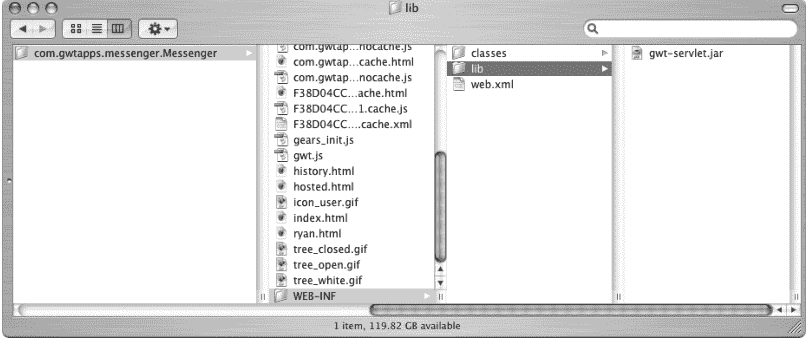 lib
com.gwtapps.messenger.Messenger
com.gwtap...nocache.js
com.gwtap...cache.html
com.gwtap...nocache.js
F38D04CC...ache.html
F38D04CC...1.cache.js
F38D04CC....cache.xml
gears_init.js
gwt.js
history.html
hosted.html
icon_user.gif
index.html
ryan.html
tree_closed.gif
tree_open.gif
tree_white.gif
WEB-INF
classes
lib
web.xml
gwt-servlet.jar
1 item, 119.82 GB available